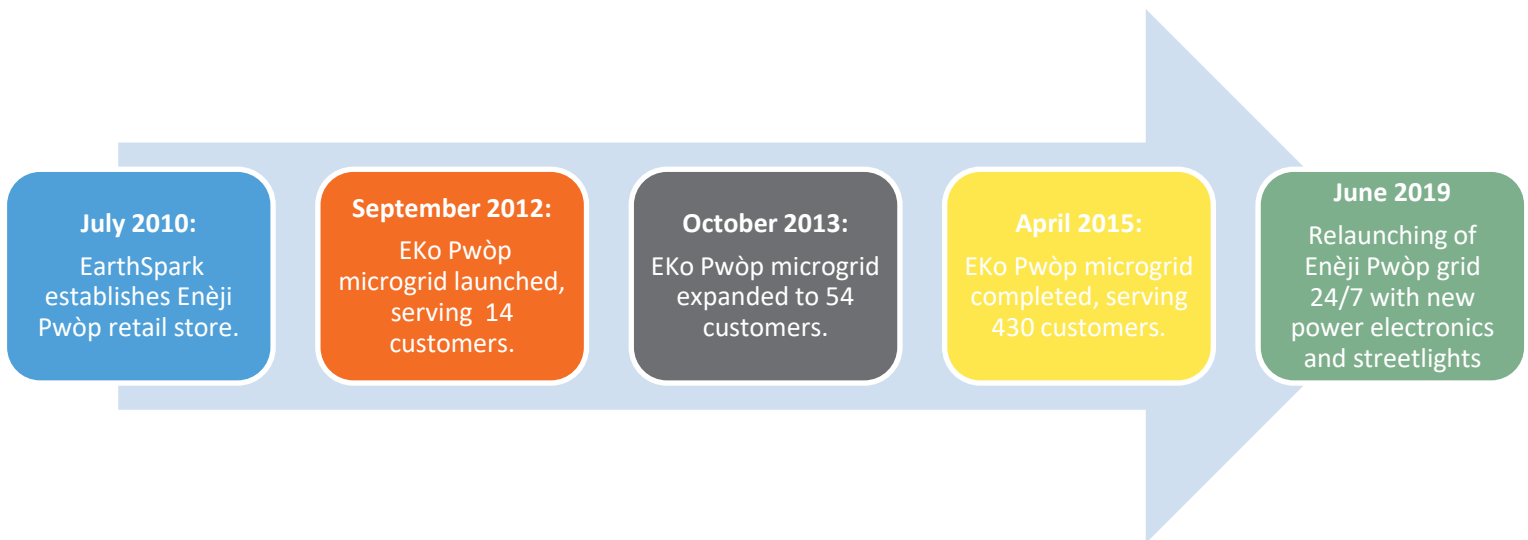 July 2010:
EarthSpark
establishes Enèji
Pwòp retail store.
September 2012:
EKo Pwòp
microgrid launched,
serving 14
customers.
October 2013:
EKo Pwòp microgrid
expanded to 54
customers.
April 2015:
EKo Pwòp microgrid
completed, serving
430 customers.
June 2019
Relaunching of
Enèji Pwòp grid
24/7 with new
power electronics
and streetlights